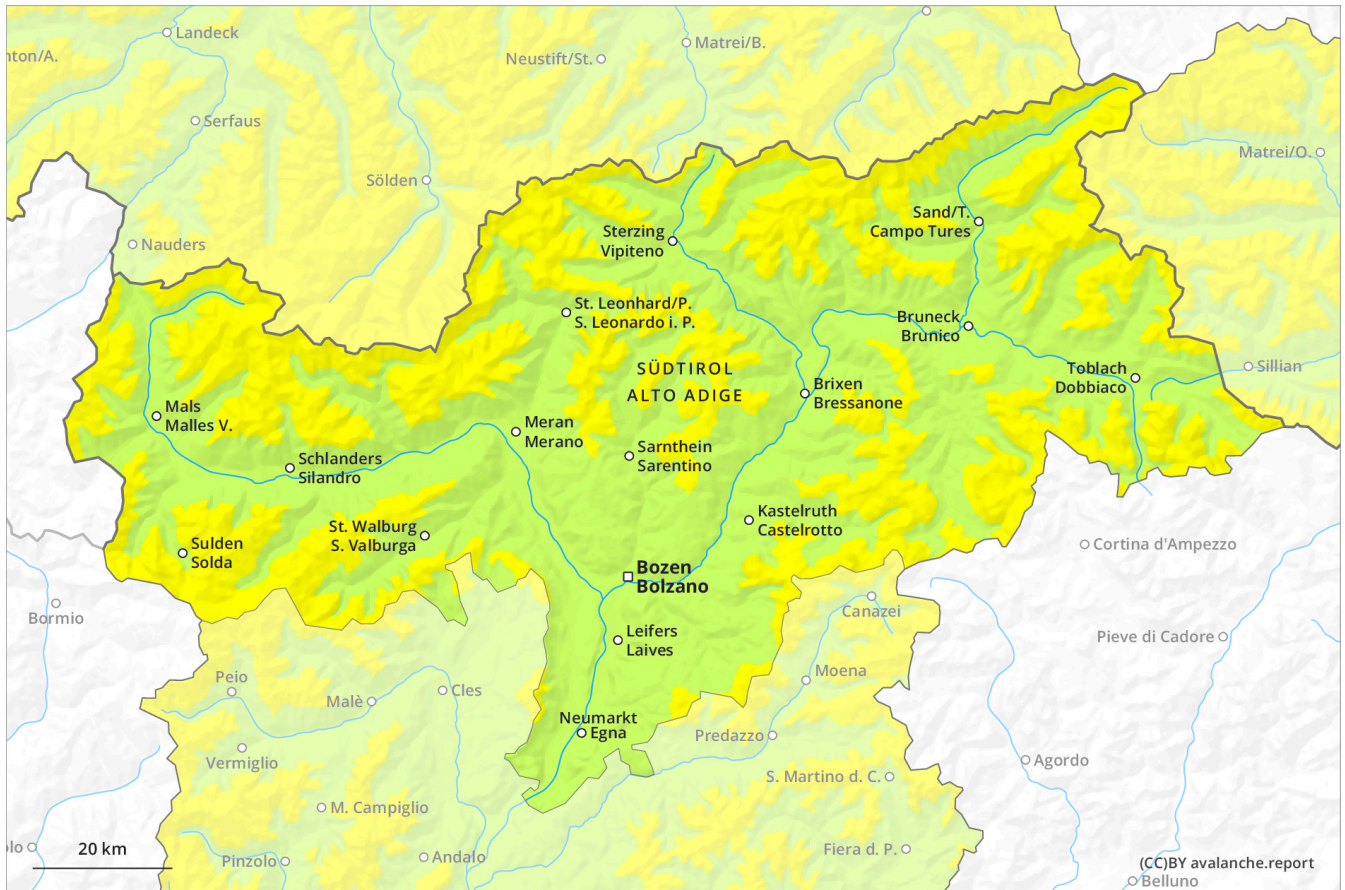 Landeck
nton/A.
Matrei/B.
Neustift/St.
Serfaus
Matrei/O.
Sölden
Sand/T.
Campo Tures
Sterzing
Vipiteno
Nauders
St. Leonhard/P.
S. Leonardo i. P.
Bruneck
Brunico
SÜDTIROL
ALTO ADIGE
Toblach
Dobbiaco
Sillian
Brixen
Bressanone
Mals
Malles V.
Meran
Merano
Sarnthein
Sarentino
Schlanders
Silandro
Kastelruth
Castelrotto
St. Walburg
S. Valburga
Sulden
Solda
Cortina d'Ampezzo
Bozen
Bolzano
Bormio
Canazei
Leifers
Laives
Pieve di Cadore
Peio
Moena
Malè
Cles
Neumarkt
Egna
Predazzo
Vermiglio
Agordo
S. Martino d. C.
M. Campiglio
lo
20 km
Pinzolo
Andalo
Fiera d. P.
(CC)BY avalanche.report
Belluno